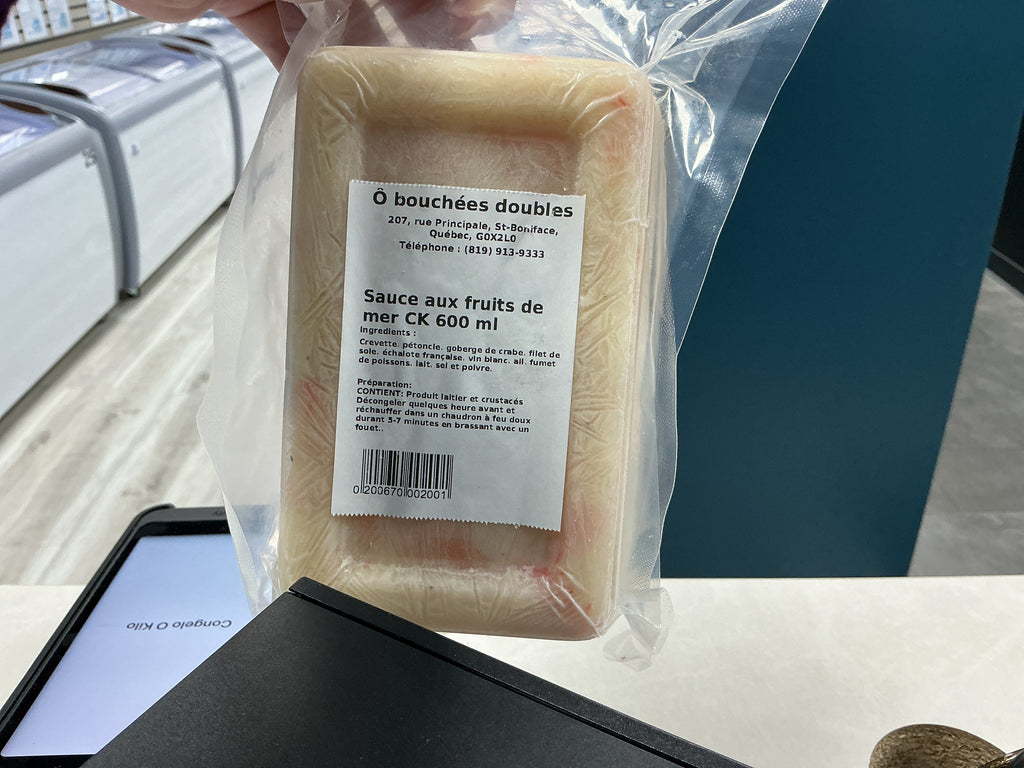 Ô bouchées doubles
207, rue Principale, St-Boniface,
Québec, G0X2L0
Téléphone : (819) 913-9333
Sauce aux fruits de
mer CK 600 ml
Ingredients :
Crevette. pétoncle. goberge de crabe. filet de
sole. échalote française. vin blanc. ail. fumet
de poissons. lait. sel et poivre.
Préparation:
CONTIENT: Produit laitier et crustacés
Décongeler quelques heure avant et
réchauffer dans un chaudron à feu doux
durant 5-7 minutes en brassant avec un
fouet..
0 200670 002001
Congelo O Kilo